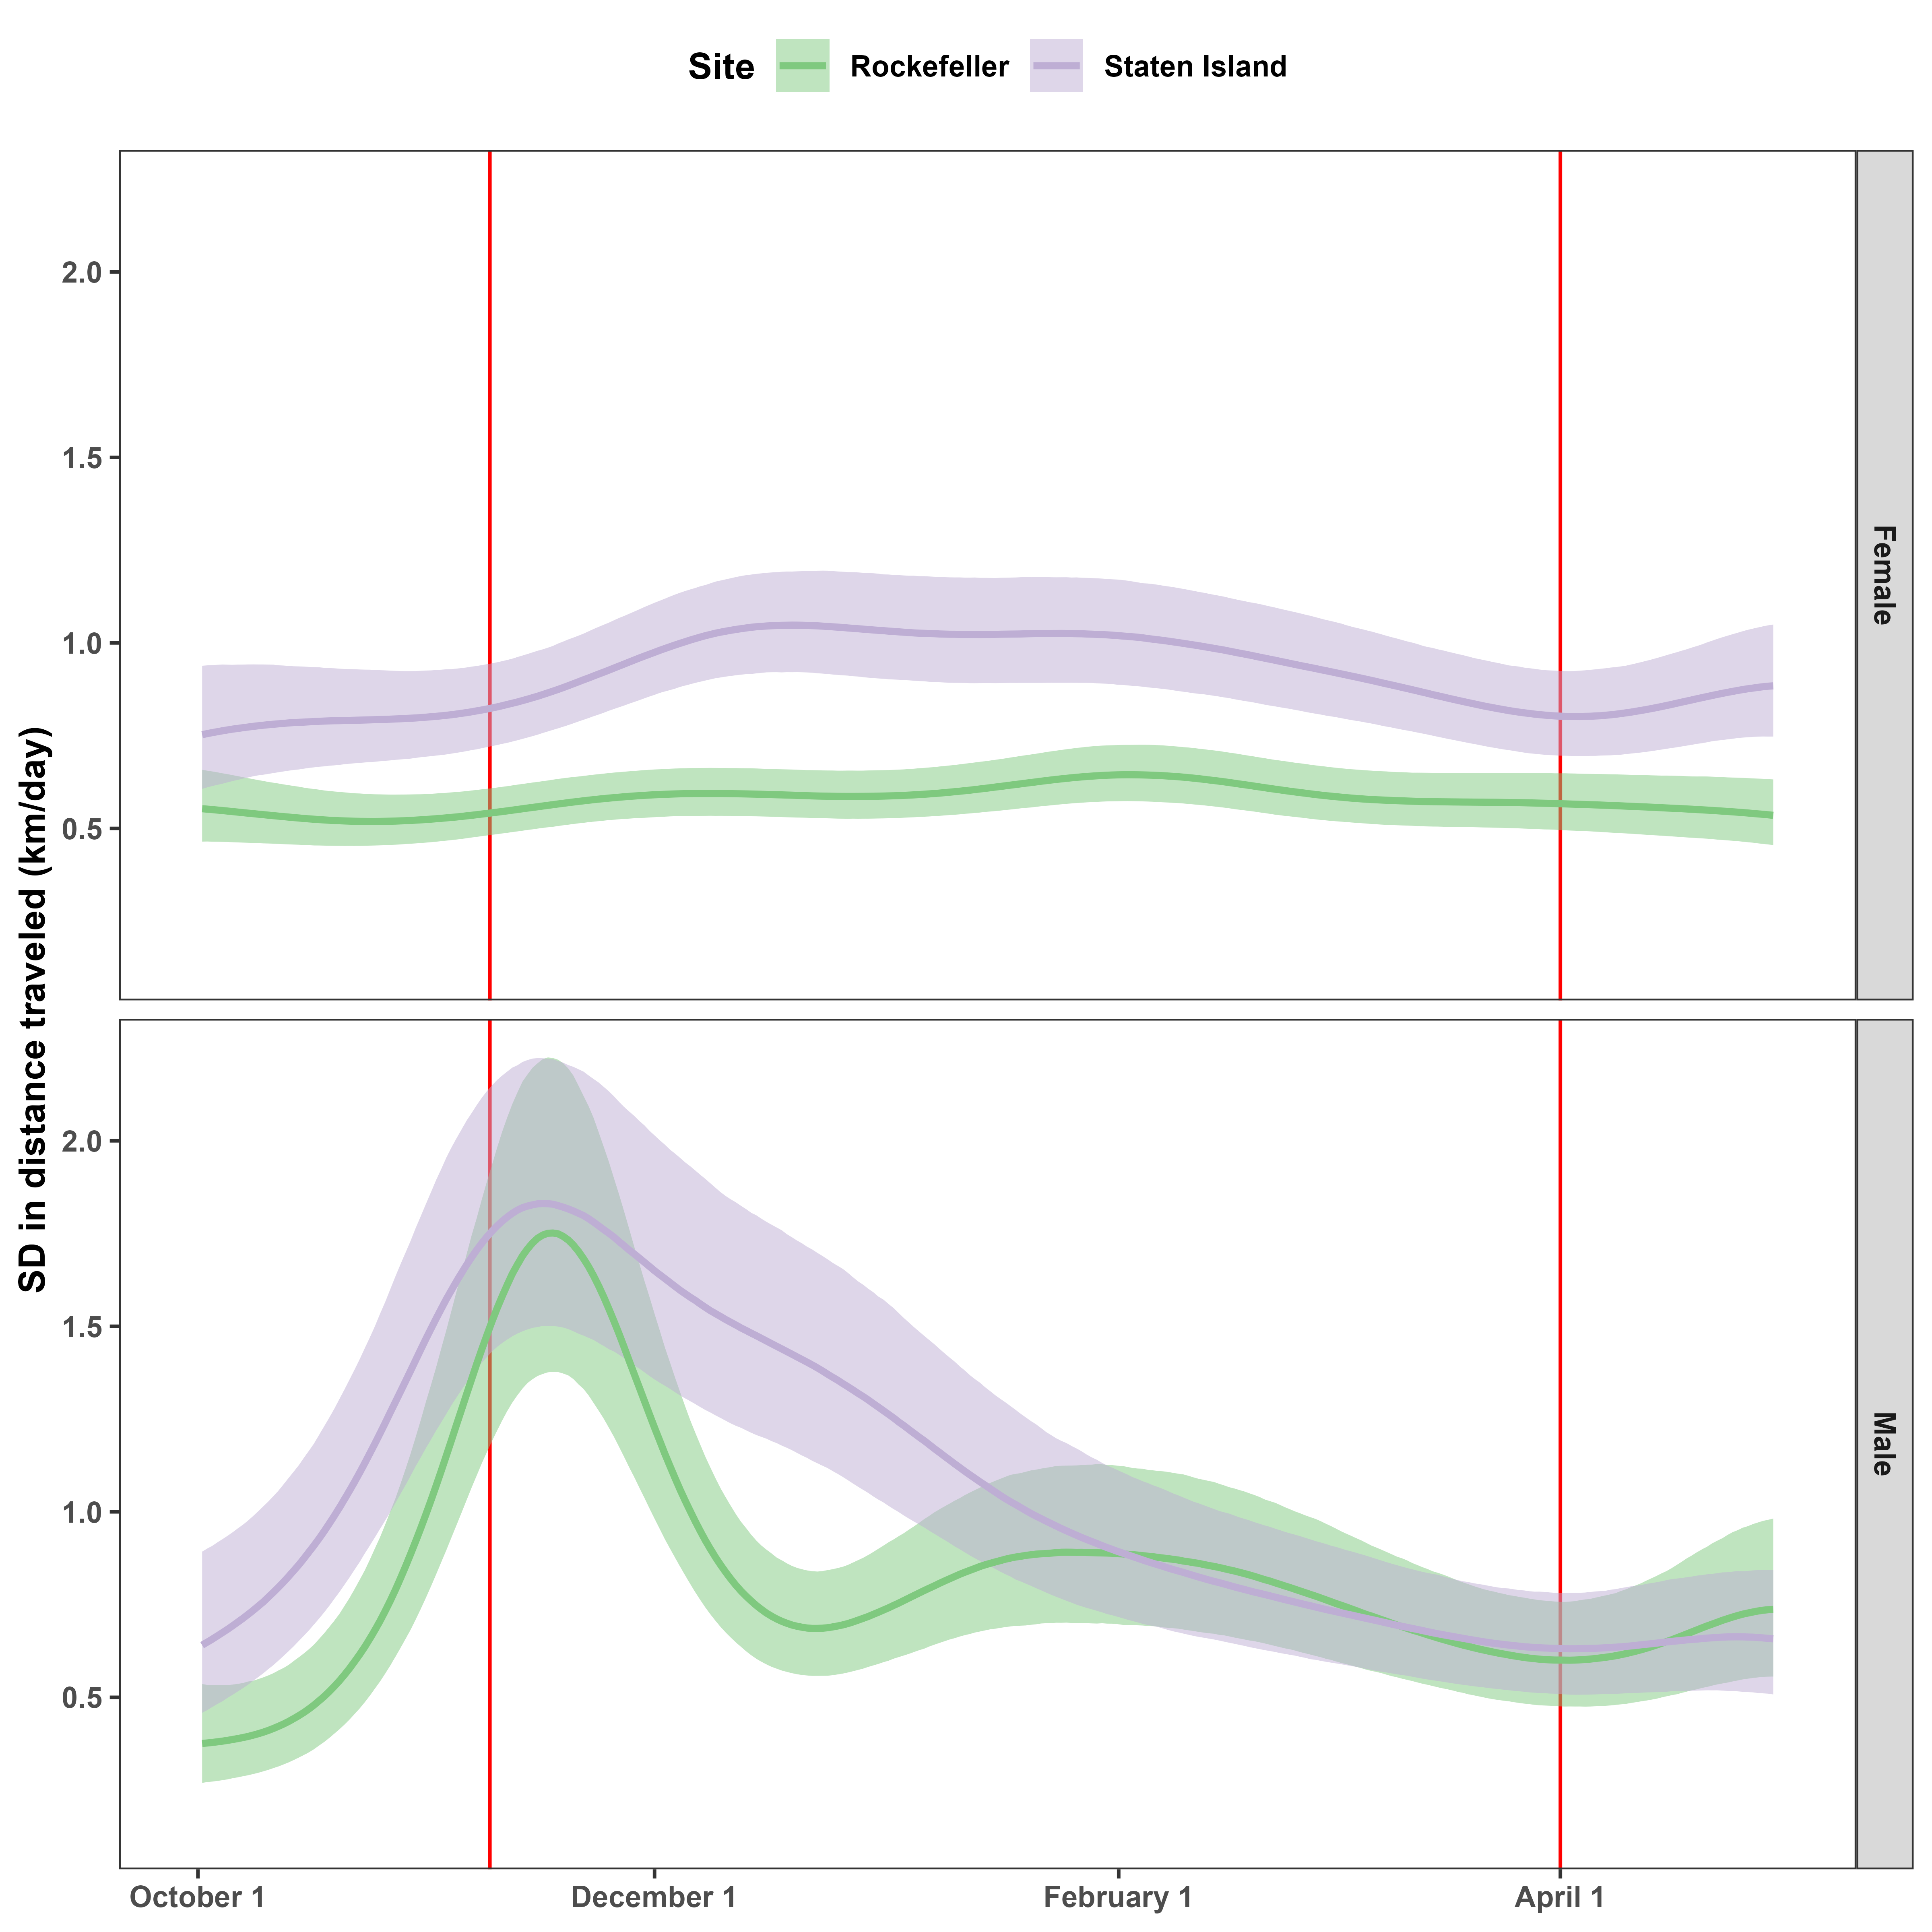 Site Rockefeller Staten Island
SD in distance traveled (km/day)
2.0
1.5
1.0
0.5
Female
2.0
1.5
1.0
0.5
Male
October 1 December 1 February 1 April 1